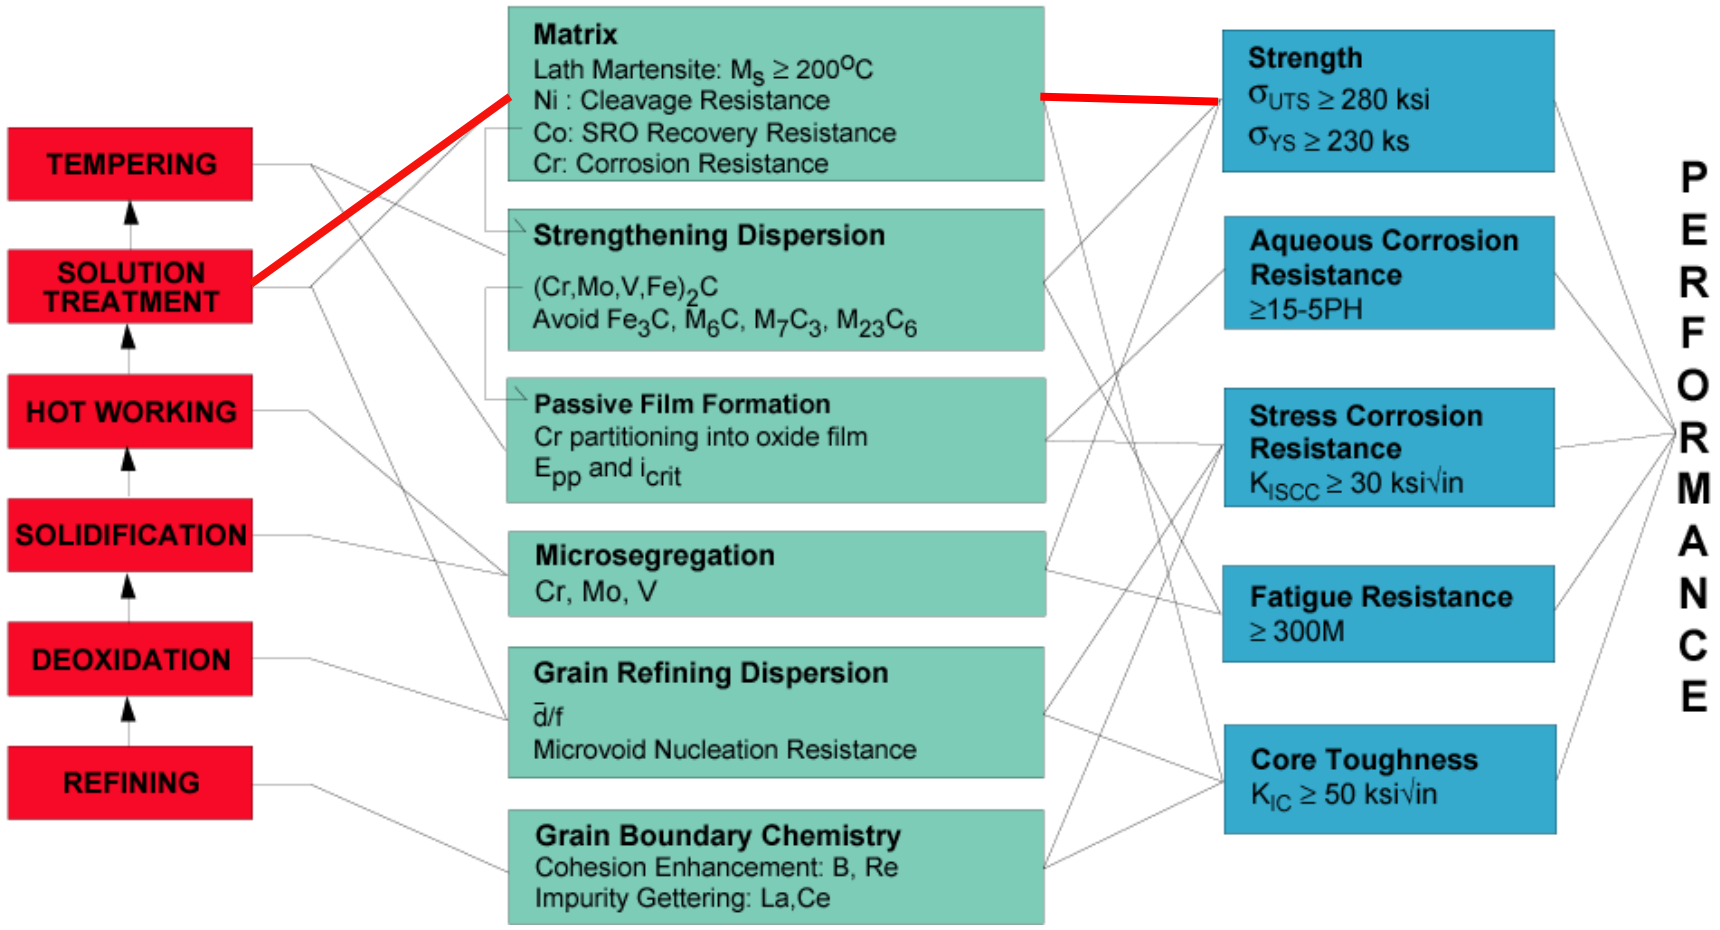 TEMPERING
SOLUTION
TREATMENT
HOT WORKING
SOLIDIFICATION
DEOXIDATION
REFINING
Matrix
Lath Martensite: Mₛ ≥ 200ᴼC
Ni : Cleavage Resistance
Co: SRO Recovery Resistance
Cr: Corrosion Resistance
Strengthening Dispersion
(Cr,Mo,V,Fe)₂C
Avoid Fe₃C, M₆C, M₇C₃, M₂₃C₆
Passive Film Formation
Cr partitioning into oxide film
Epp and icrit
Microsegregation
Cr, Mo, V
Grain Refining Dispersion
d̄/f
Microvoid Nucleation Resistance
Grain Boundary Chemistry
Cohesion Enhancement: B, Re
Impurity Gettering: La,Ce
Strength
σUTS ≥ 280 ksi
σYS ≥ 230 ks
Aqueous Corrosion
Resistance
≥15-5PH
Stress Corrosion
Resistance
KISCC ≥ 30 ksi√in
Fatigue Resistance
≥ 300M
Core Toughness
KIC ≥ 50 ksi√in
PERFORMANCE